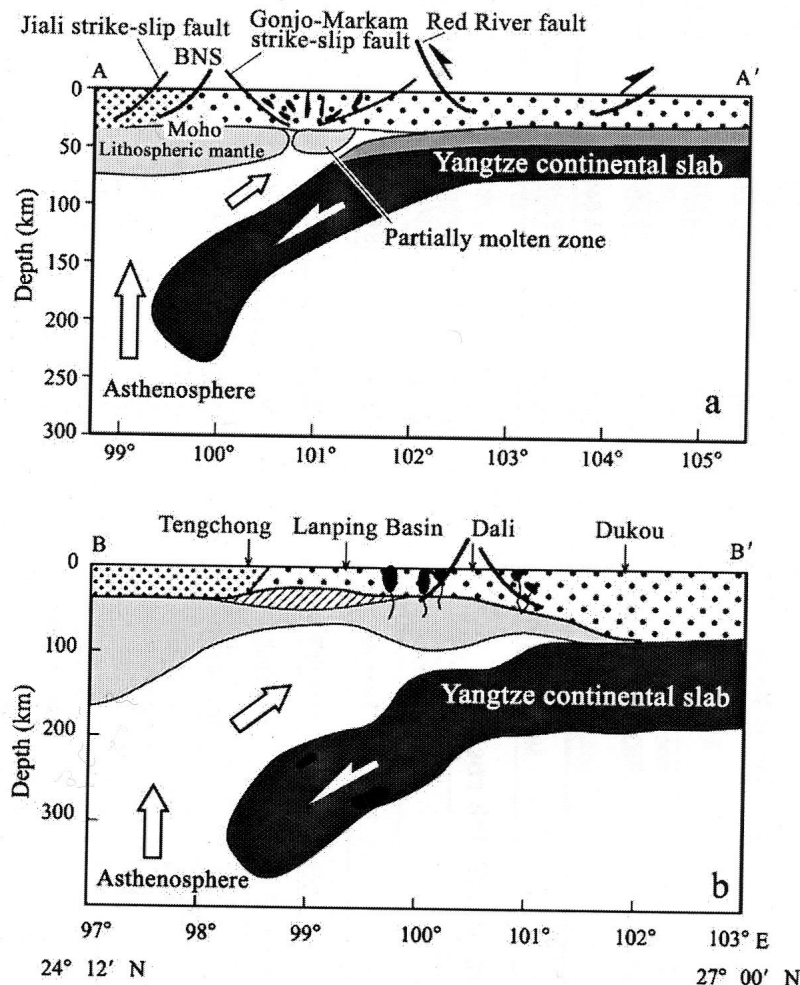 Jiali strike-slip fault
Gonjo-Markam
strike-slip fault
Red River fault
BNS
A
A′
0
50
100
150
200
250
300
Depth (km)
Moho
Lithospheric mantle
Yangtze continental slab
Partially molten zone
Asthenosphere
a
99°
100°
101°
102°
103°
104°
105°
Tengchong
Lanping Basin
Dali
Dukou
B
B′
0
100
200
300
Depth (km)
Yangtze continental slab
Asthenosphere
b
97°
98°
99°
100°
101°
102°
103° E
24° 12′ N
27° 00′ N